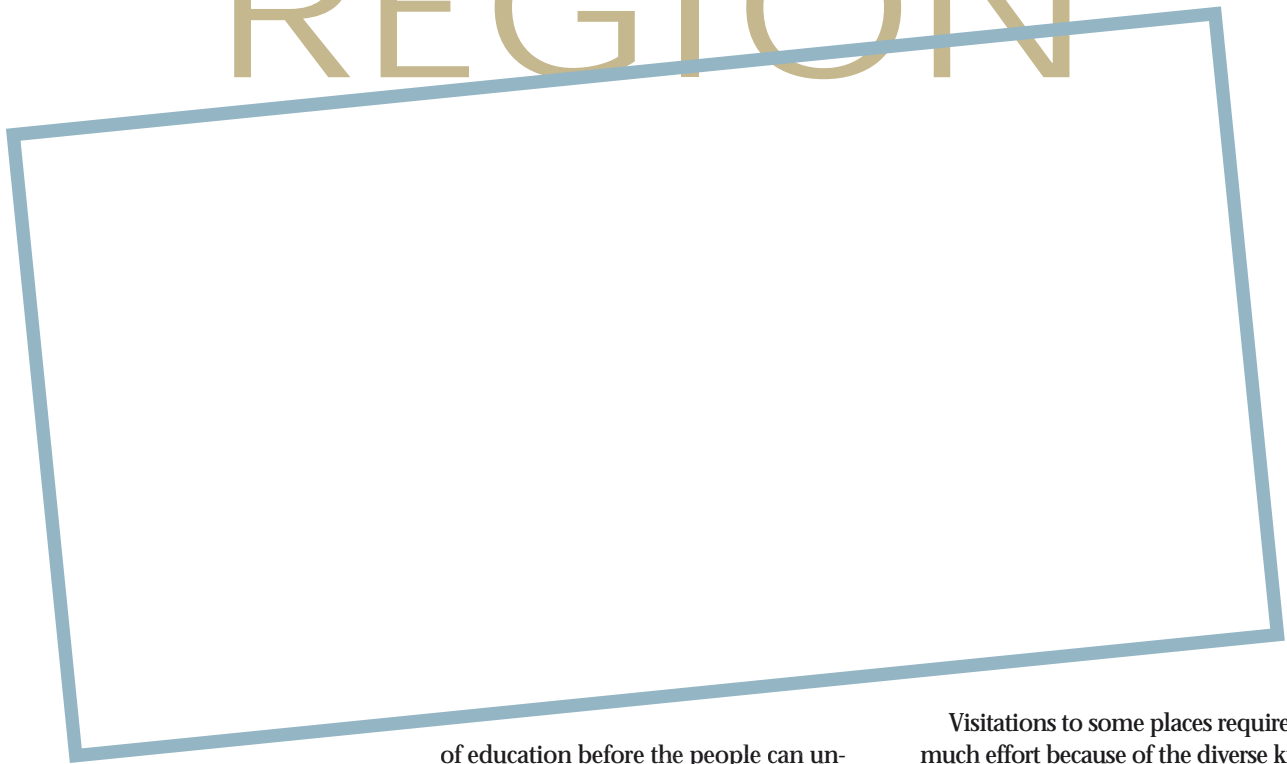 REGION
of education before the people can un-
Visitations to some places require
much effort because of the diverse